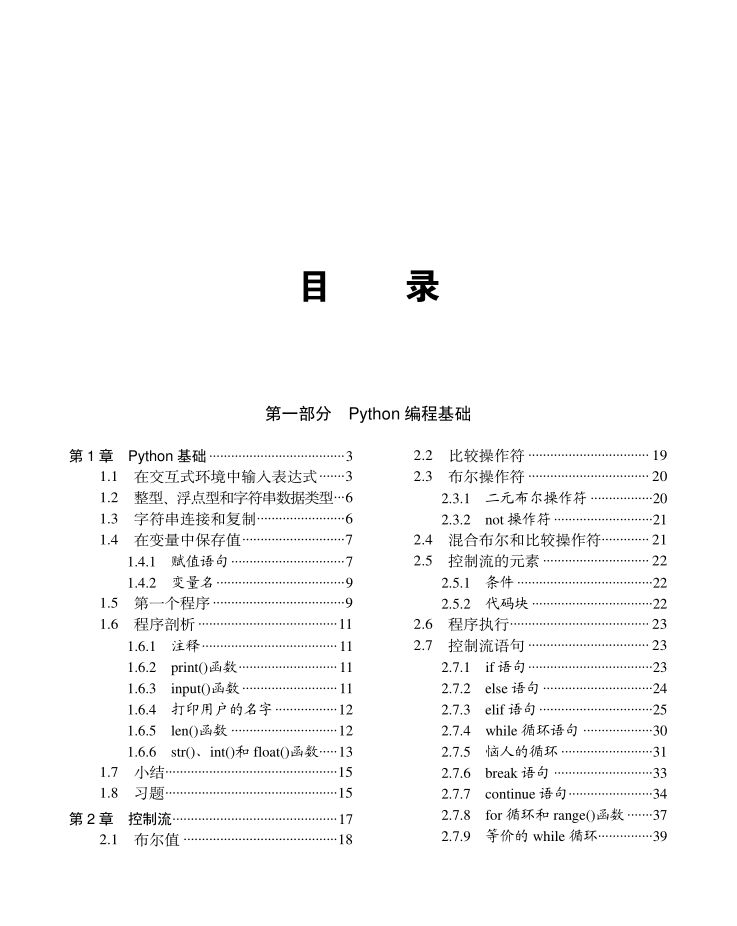 目 录
第一部分 Python 编程基础
第 1 章 Python 基础 ··· 3
1.1 在交互式环境中输入表达式 ··· 3
1.2 整型、浮点型和字符串数据类型 ··· 6
1.3 字符串连接和复制 ··· 6
1.4 在变量中保存值 ··· 7
1.4.1 赋值语句 ··· 7
1.4.2 变量名 ··· 9
1.5 第一个程序 ··· 9
1.6 程序剖析 ··· 11
1.6.1 注释 ··· 11
1.6.2 print()函数 ··· 11
1.6.3 input()函数 ··· 11
1.6.4 打印用户的名字 ··· 12
1.6.5 len()函数 ··· 12
1.6.6 str()、int()和 float()函数 ··· 13
1.7 小结 ··· 15
1.8 习题 ··· 15
第 2 章 控制流 ··· 17
2.1 布尔值 ··· 18
2.2 比较操作符 ··· 19
2.3 布尔操作符 ··· 20
2.3.1 二元布尔操作符 ··· 20
2.3.2 not 操作符 ··· 21
2.4 混合布尔和比较操作符 ··· 21
2.5 控制流的元素 ··· 22
2.5.1 条件 ··· 22
2.5.2 代码块 ··· 22
2.6 程序执行 ··· 23
2.7 控制流语句 ··· 23
2.7.1 if 语句 ··· 23
2.7.2 else 语句 ··· 24
2.7.3 elif 语句 ··· 25
2.7.4 while 循环语句 ··· 30
2.7.5 恼人的循环 ··· 31
2.7.6 break 语句 ··· 33
2.7.7 continue 语句 ··· 34
2.7.8 for 循环和 range()函数 ··· 37
2.7.9 等价的 while 循环 ··· 39